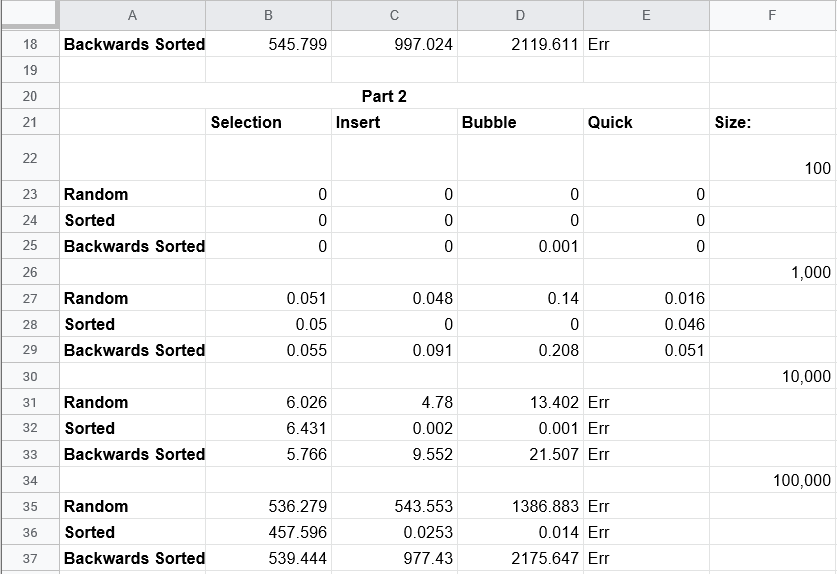 A B C D E F
18 Backwards Sorted 545.799 997.024 2119.611 Err
19
20 Part 2
21 Selection Insert Bubble Quick Size:
22 100
23 Random 0 0 0 0
24 Sorted 0 0 0 0
25 Backwards Sorted 0 0 0.001 0
26 1,000
27 Random 0.051 0.048 0.14 0.016
28 Sorted 0.05 0 0 0.046
29 Backwards Sorted 0.055 0.091 0.208 0.051
30 10,000
31 Random 6.026 4.78 13.402 Err
32 Sorted 6.431 0.002 0.001 Err
33 Backwards Sorted 5.766 9.552 21.507 Err
34 100,000
35 Random 536.279 543.553 1386.883 Err
36 Sorted 457.596 0.0253 0.014 Err
37 Backwards Sorted 539.444 977.43 2175.647 Err